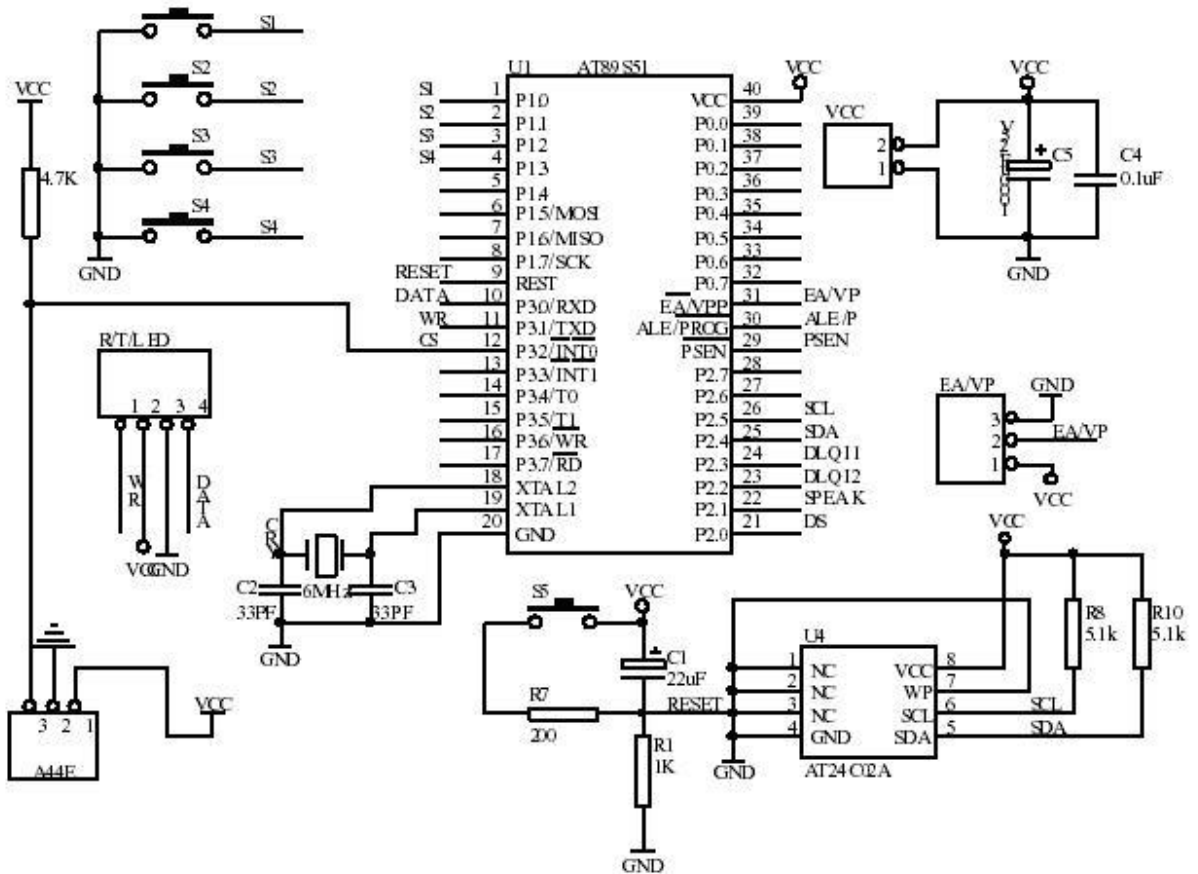 S1
S2
S2
S3
S3
S4
S4
VCC
4.7K
GND
U1 AT89S51
S1 1 P1.0
S2 2 P1.1
S3 3 P1.2
S4 4 P1.3
5 P1.4
6 P1.5/MOSI
7 P1.6/MISO
8 P1.7/SCK
RESET 9 REST
DATA 10 P3.0/RXD
WR 11 P3.1/TXD
CS 12 P3.2/INT0
13 P3.3/INT1
14 P3.4/T0
15 P3.5/T1
16 P3.6/WR
17 P3.7/RD
18 XTAL2
19 XTAL1
20 GND
VCC 40 VCC
P0.0 39
P0.1 38
P0.2 37
P0.3 36
P0.4 35
P0.5 34
P0.6 33
P0.7 32
EA/VPP 31 EA/VP
ALE/PROG 30 ALE/P
PSEN 29 PSEN
P2.7 28
P2.6 27
P2.5 26 SCL
P2.4 25 SDA
P2.3 24 DLQ11
P2.2 23 DLQ12
P2.1 22 SPEAK
P2.0 21 DS
VCC
2
1
VCC
C5
C4
0.1uF
GND
EA/VP
3 GND
2 EA/VP
1
VCC
R/T/LED
1 2 3 4
WR
DATA
VCC
GND
CRY
C2
33PF
6MHz
C3
33PF
GND
3 2 1
A44E
VCC
S5
VCC
C1
22uF
R7
200
RESET
R1
1K
GND
GND
U4
1 NC
2 NC
3 NC
4 GND
VCC 8
WP 7
SCL 6 SCL
SDA 5 SDA
AT24C02A
VCC
R8
5.1k
R10
5.1k